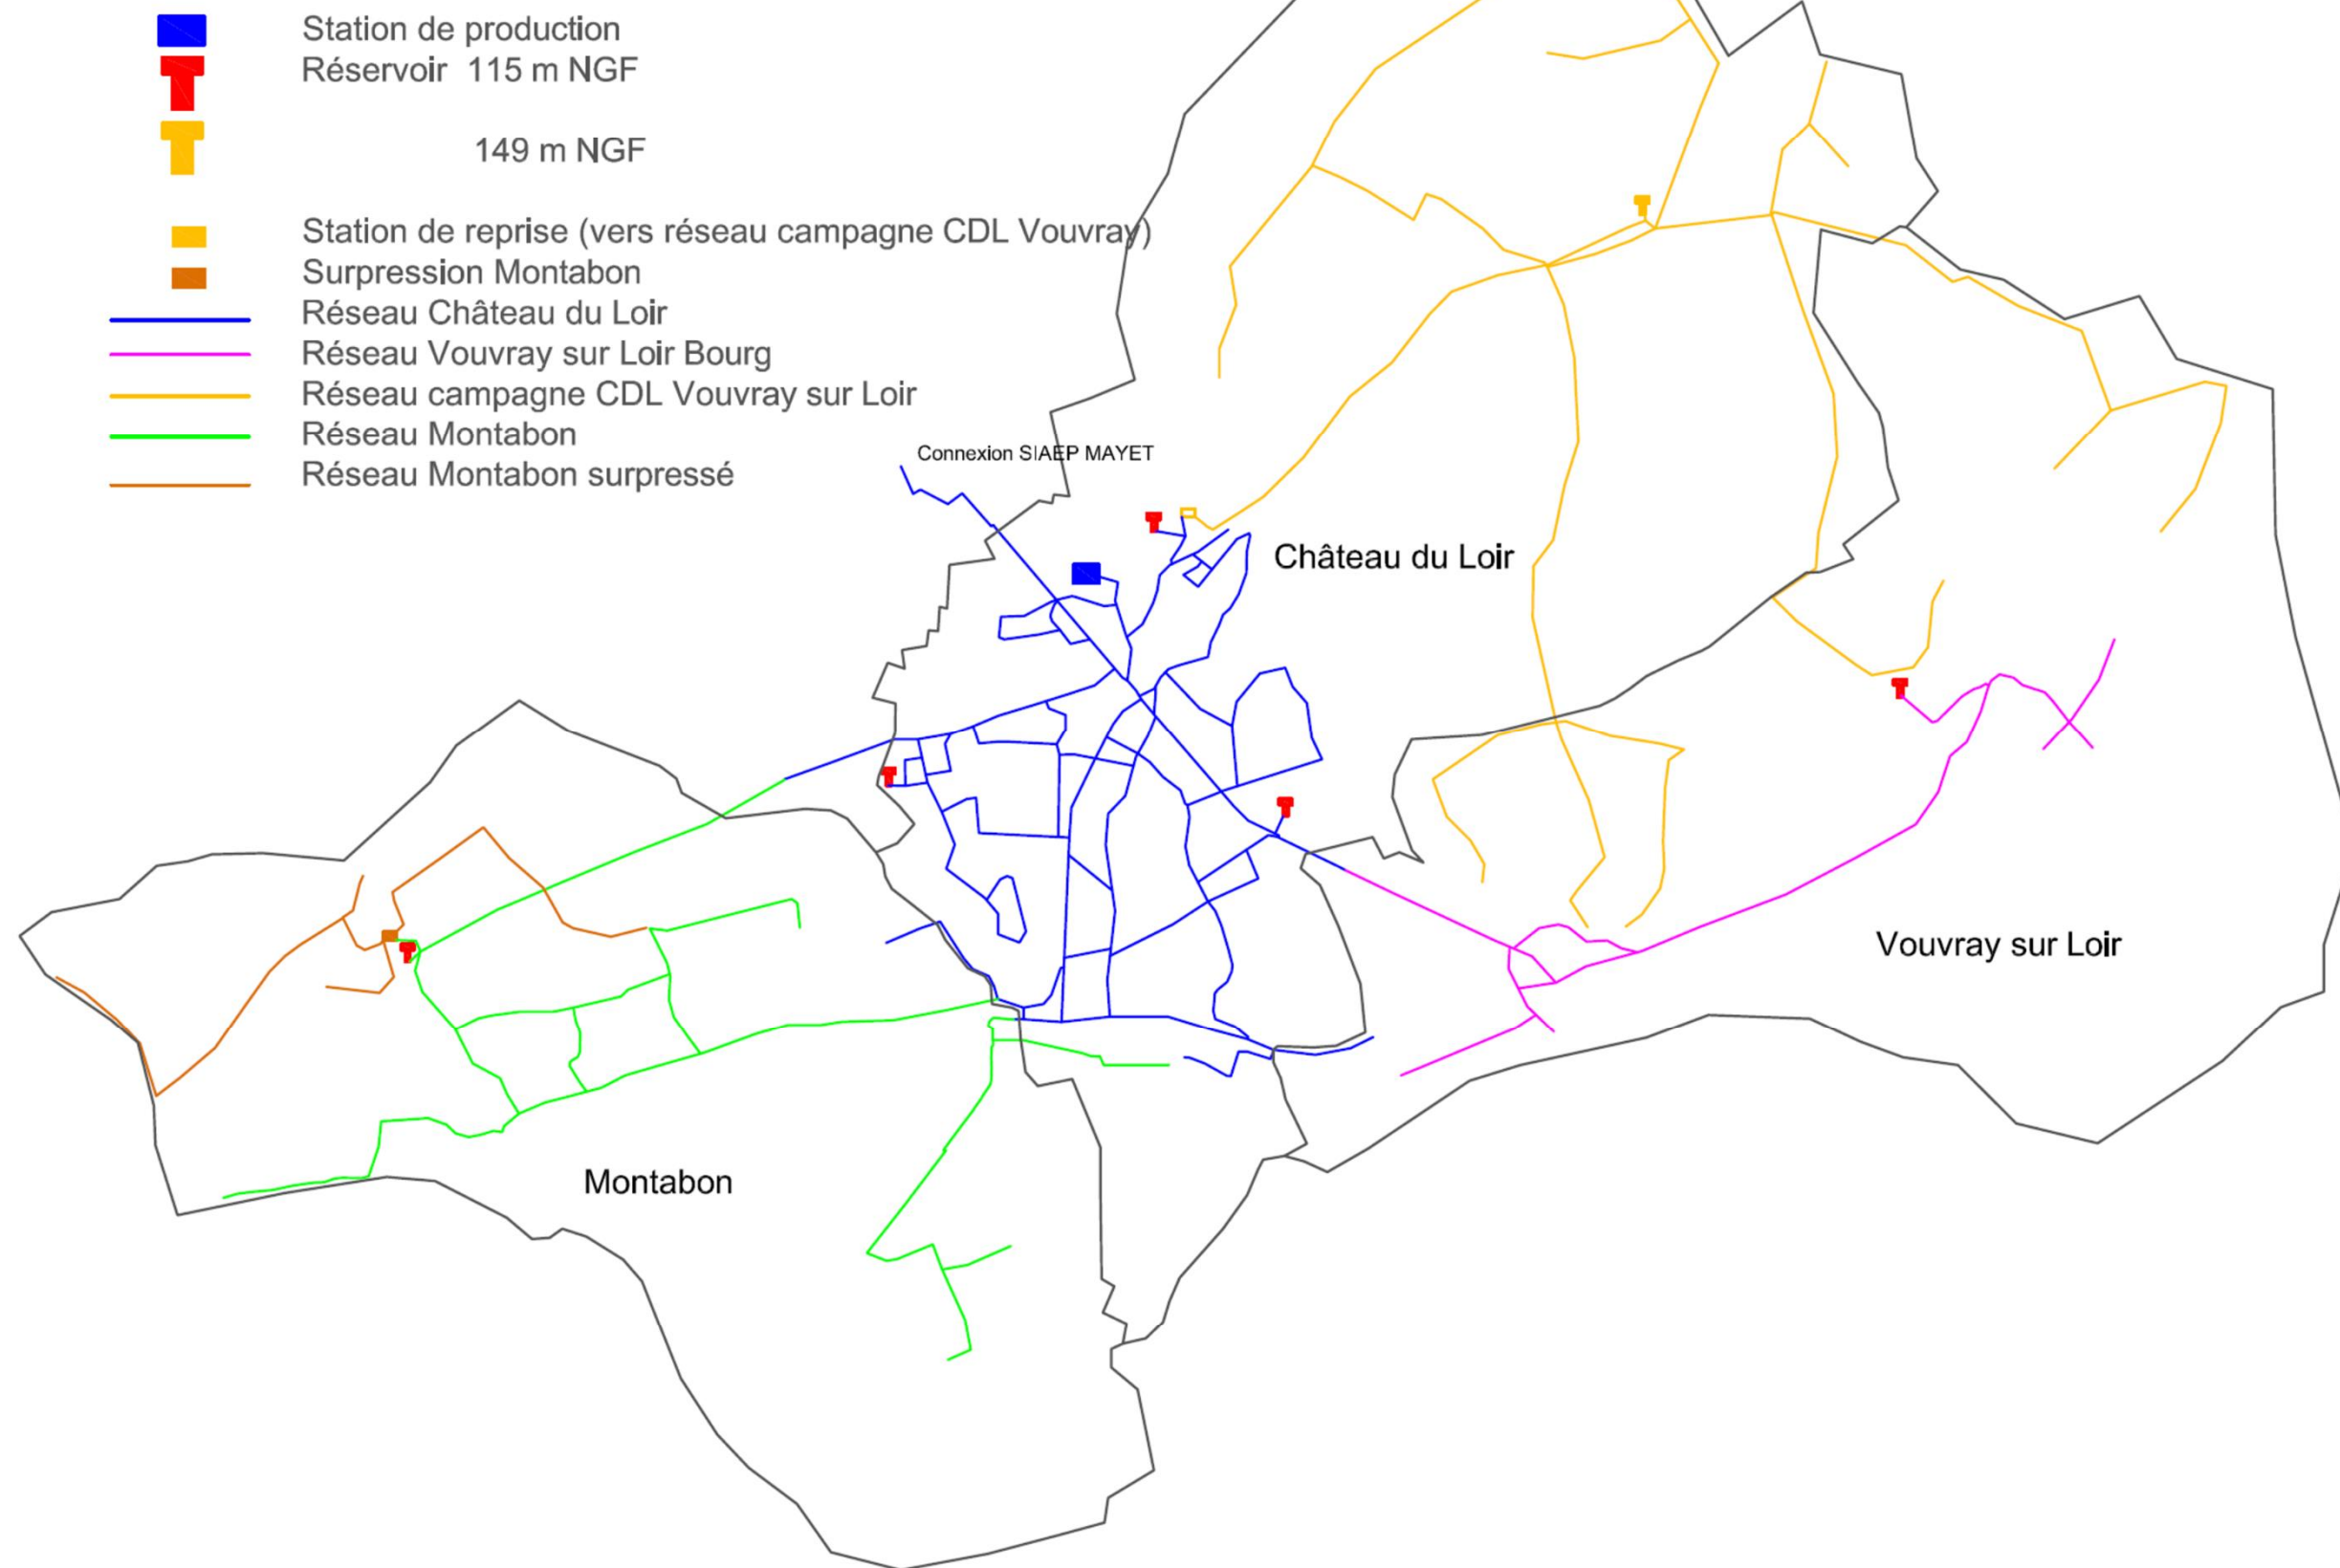 Station de production
Réservoir 115 m NGF
149 m NGF
Station de reprise (vers réseau campagne CDL Vouvray)
Surpression Montabon
Réseau Château du Loir
Réseau Vouvray sur Loir Bourg
Réseau campagne CDL Vouvray sur Loir
Réseau Montabon
Réseau Montabon surpressé
Connexion SIAEP MAYET
Château du Loir
Vouvray sur Loir
Montabon